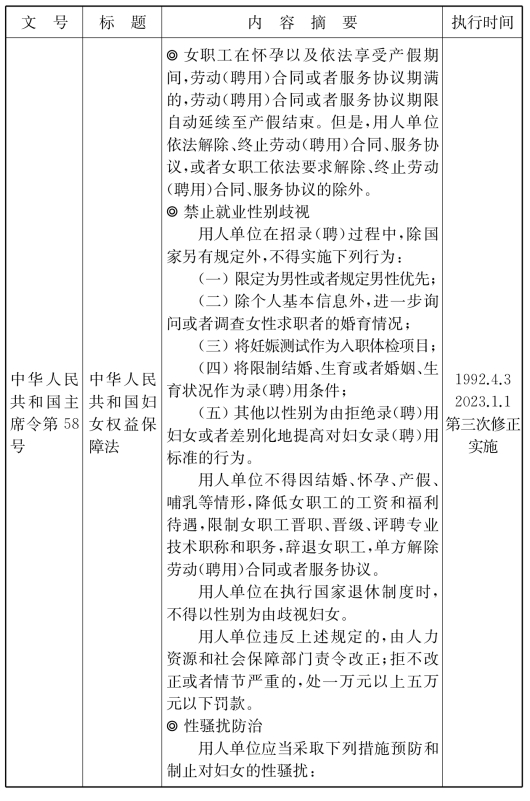 文　号
标　题
内　容　摘　要
执行时间
中华人民
共和国主
席令第 58
号
中华人民
共和国妇
女权益保
障法
◎ 女职工在怀孕以及依法享受产假期
间,劳动(聘用)合同或者服务协议期满
的,劳动(聘用)合同或者服务协议期限
自动延续至产假结束。但是,用人单位
依法解除、终止劳动(聘用)合同、服务协
议,或者女职工依法要求解除、终止劳动
(聘用)合同、服务协议的除外。
◎ 禁止就业性别歧视
用人单位在招录(聘)过程中,除国
家另有规定外,不得实施下列行为:
(一)限定为男性或者规定男性优先;
(二)除个人基本信息外,进一步询
问或者调查女性求职者的婚育情况;
(三)将妊娠测试作为入职体检项目;
(四)将限制结婚、生育或者婚姻、生
育状况作为录(聘)用条件;
(五)其他以性别为由拒绝录(聘)用
妇女或者差别化地提高对妇女录(聘)用
标准的行为。
用人单位不得因结婚、怀孕、产假、
哺乳等情形,降低女职工的工资和福利
待遇,限制女职工晋职、晋级、评聘专业
技术职称和职务,辞退女职工,单方解除
劳动(聘用)合同或者服务协议。
用人单位在执行国家退休制度时,
不得以性别为由歧视妇女。
用人单位违反上述规定的,由人力
资源和社会保障部门责令改正;拒不改
正或者情节严重的,处一万元以上五万
元以下罚款。
◎ 性骚扰防治
用人单位应当采取下列措施预防和
制止对妇女的性骚扰:
1992.4.3
2023.1.1
第三次修正
实施